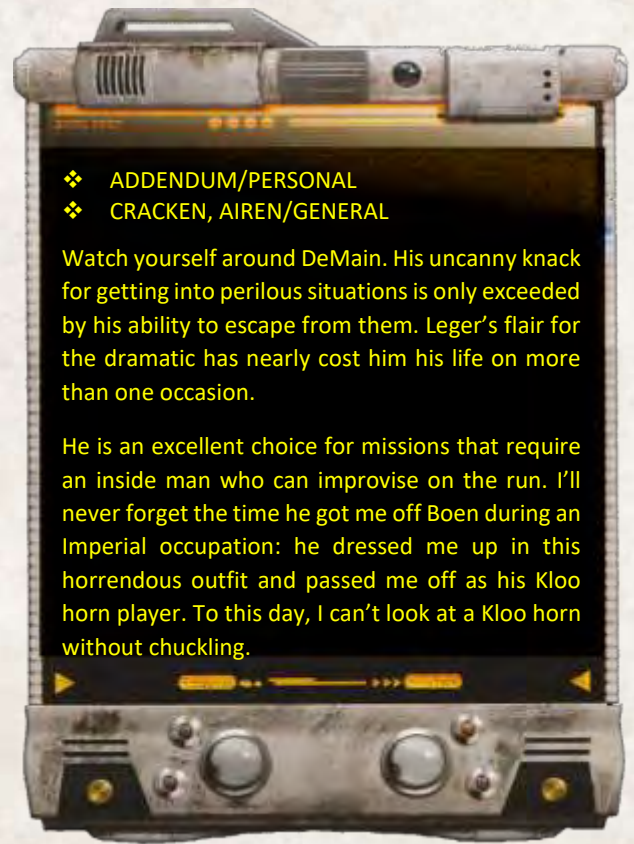 ❖ ADDENDUM/PERSONAL
❖ CRACKEN, AIREN/GENERAL
Watch yourself around DeMain. His uncanny knack
for getting into perilous situations is only exceeded
by his ability to escape from them. Leger’s flair for
the dramatic has nearly cost him his life on more
than one occasion.
He is an excellent choice for missions that require
an inside man who can improvise on the run. I’ll
never forget the time he got me off Boen during an
Imperial occupation: he dressed me up in this
horrendous outfit and passed me off as his Kloo
horn player. To this day, I can’t look at a Kloo horn
without chuckling.